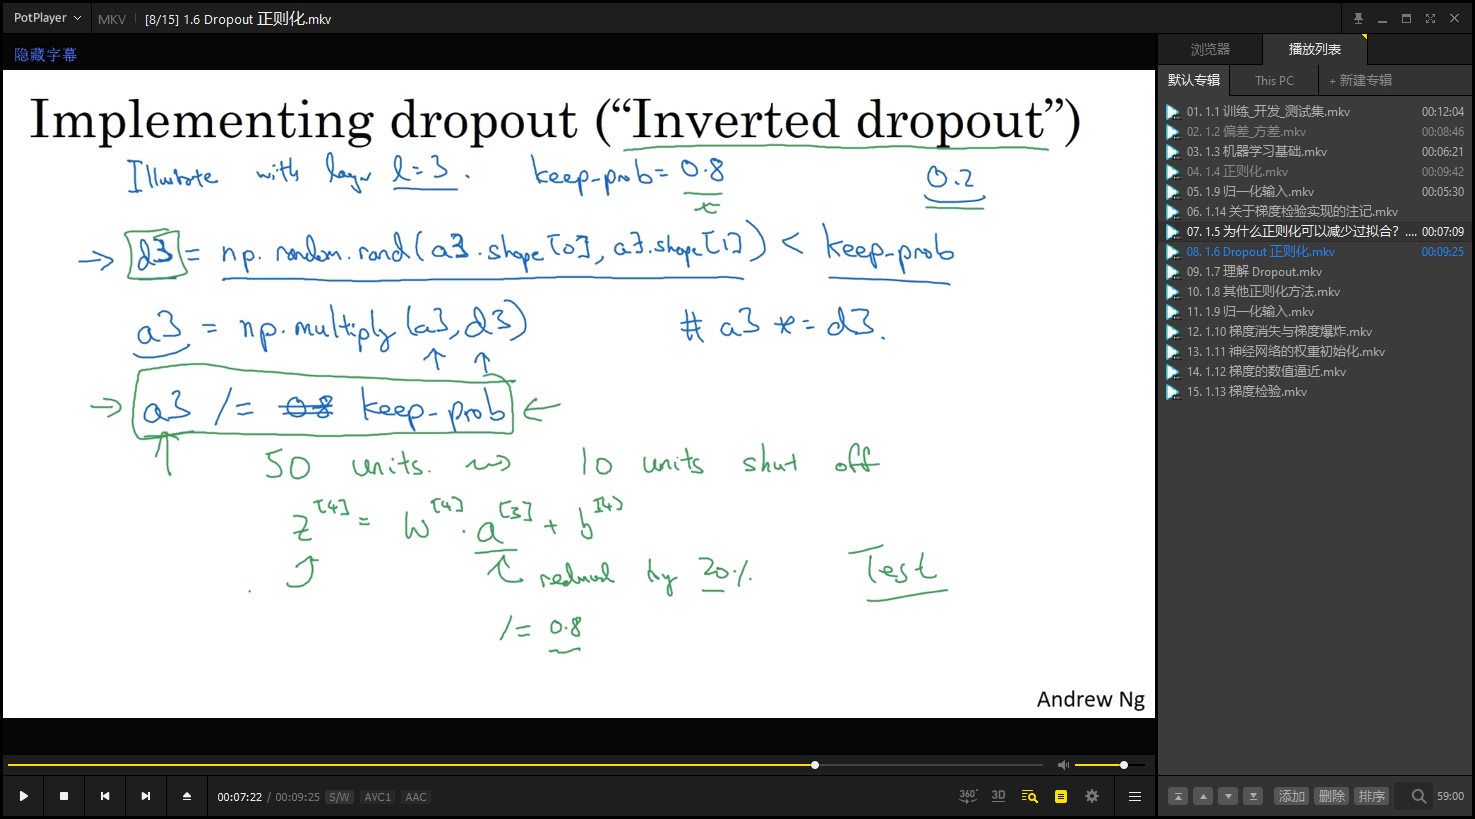 PotPlayer MKV [8/15] 1.6 Dropout 正则化.mkv
隐藏字幕
Implementing dropout (“Inverted dropout”)
Illustrate with layer l=3. keep-prob= 0.8 0.2
x
→ d3 = np.random.rand(a3.shape[0], a3.shape[1]) < keep-prob
a3 = np.multiply(a3, d3) # a3 *= d3.
→ a3 /= 0.8 keep-prob ←
50 units. ⇝ 10 units shut off
z[4] = W[4] . a[3] + b[4]
reduced by 20%. Test
/= 0.8
Andrew Ng
00:07:22 / 00:09:25 S/W AVC1 AAC
360° 3D
浏览器 播放列表
默认专辑 This PC + 新建专辑
01. 1.1 训练_开发_测试集.mkv 00:12:04
02. 1.2 偏差_方差.mkv 00:08:46
03. 1.3 机器学习基础.mkv 00:06:21
04. 1.4 正则化.mkv 00:09:42
05. 1.9 归一化输入.mkv 00:05:30
06. 1.14 关于梯度检验实现的注记.mkv
07. 1.5 为什么正则化可以减少过拟合? .... 00:07:09
08. 1.6 Dropout 正则化.mkv 00:09:25
09. 1.7 理解 Dropout.mkv
10. 1.8 其他正则化方法.mkv
11. 1.9 归一化输入.mkv
12. 1.10 梯度消失与梯度爆炸.mkv
13. 1.11 神经网络的权重初始化.mkv
14. 1.12 梯度的数值逼近.mkv
15. 1.13 梯度检验.mkv
添加 删除 排序 59:00